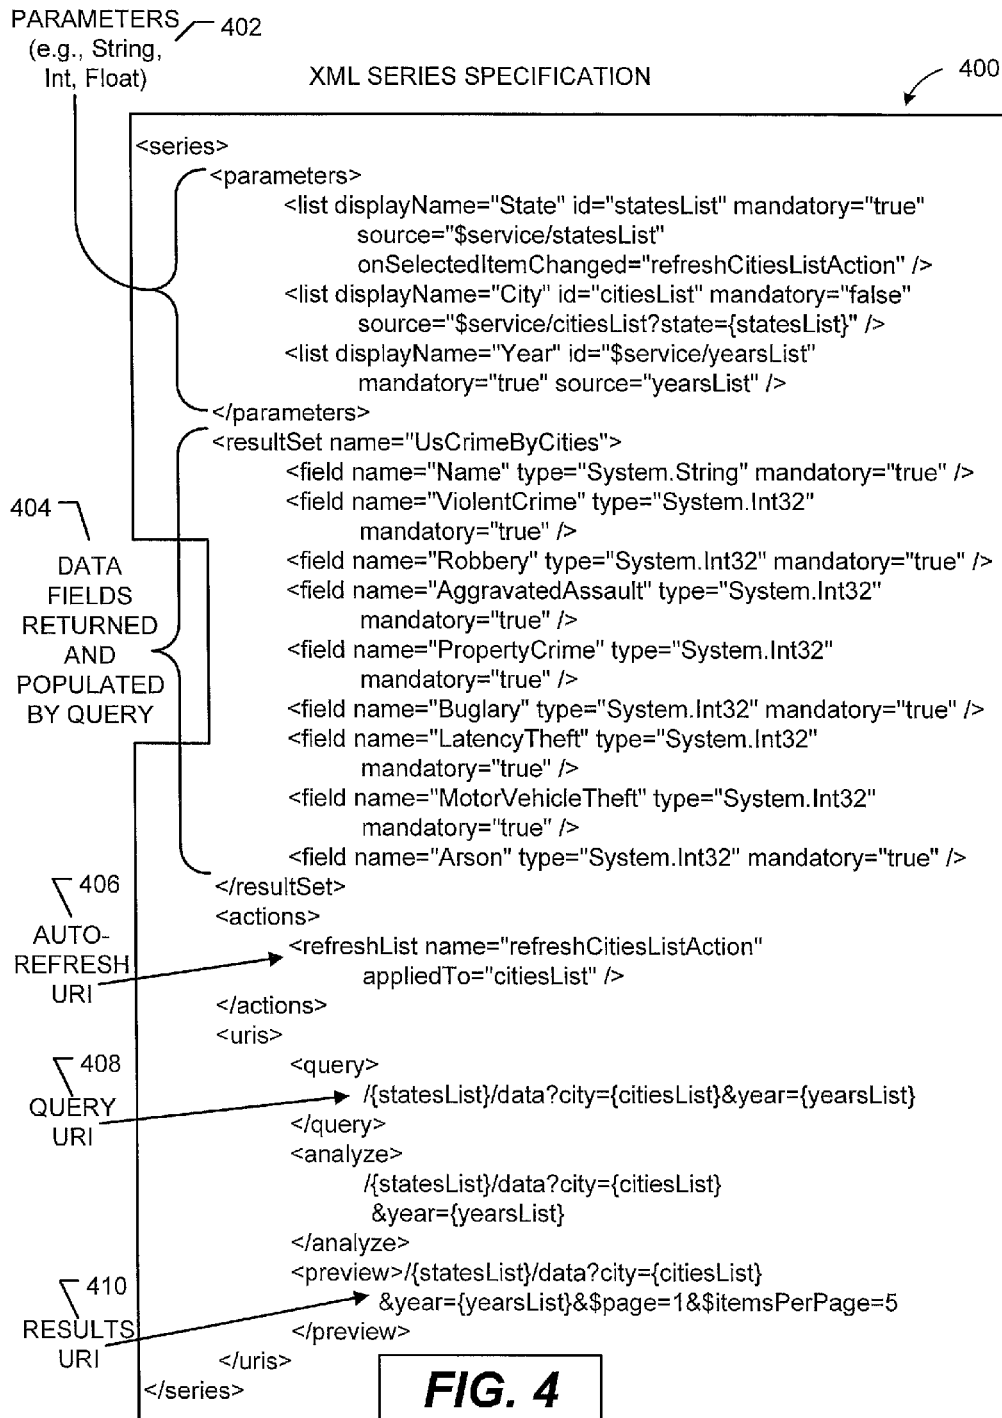 PARAMETERS
(e.g., String,
Int, Float)
402
XML SERIES SPECIFICATION
400
<series>
<parameters>
<list displayName="State" id="statesList" mandatory="true"
source="$service/statesList"
onSelectedItemChanged="refreshCitiesListAction" />
<list displayName="City" id="citiesList" mandatory="false"
source="$service/citiesList?state={statesList}" />
<list displayName="Year" id="$service/yearsList"
mandatory="true" source="yearsList" />
</parameters>
<resultSet name="UsCrimeByCities">
<field name="Name" type="System.String" mandatory="true" />
<field name="ViolentCrime" type="System.Int32"
mandatory="true" />
<field name="Robbery" type="System.Int32" mandatory="true" />
<field name="AggravatedAssault" type="System.Int32"
mandatory="true" />
<field name="PropertyCrime" type="System.Int32"
mandatory="true" />
<field name="Buglary" type="System.Int32" mandatory="true" />
<field name="LatencyTheft" type="System.Int32"
mandatory="true" />
<field name="MotorVehicleTheft" type="System.Int32"
mandatory="true" />
<field name="Arson" type="System.Int32" mandatory="true" />
</resultSet>
404
DATA
FIELDS
RETURNED
AND
POPULATED
BY QUERY
<actions>
<refreshList name="refreshCitiesListAction"
appliedTo="citiesList" />
</actions>
406
AUTO-
REFRESH
URI
<uris>
<query>
/{statesList}/data?city={citiesList}&year={yearsList}
</query>
408
QUERY
URI
<analyze>
/{statesList}/data?city={citiesList}
&year={yearsList}
</analyze>
<preview>/{statesList}/data?city={citiesList}
&year={yearsList}&$page=1&$itemsPerPage=5
</preview>
410
RESULTS
URI
</uris>
</series>
FIG. 4